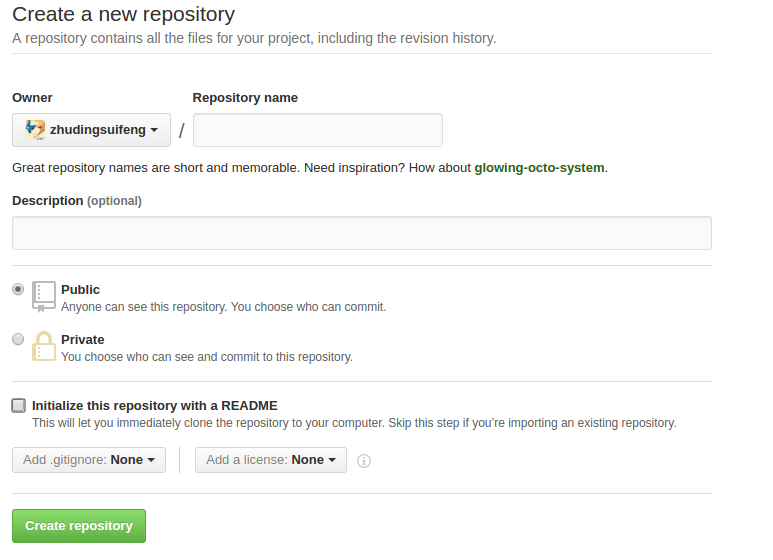 Create a new repository
A repository contains all the files for your project, including the revision history.
Owner
Repository name
zhudingsuifeng
/
Great repository names are short and memorable. Need inspiration? How about glowing-octo-system.
Description (optional)
Public
Anyone can see this repository. You choose who can commit.
Private
You choose who can see and commit to this repository.
Initialize this repository with a README
This will let you immediately clone the repository to your computer. Skip this step if you’re importing an existing repository.
Add .gitignore: None
Add a license: None
Create repository